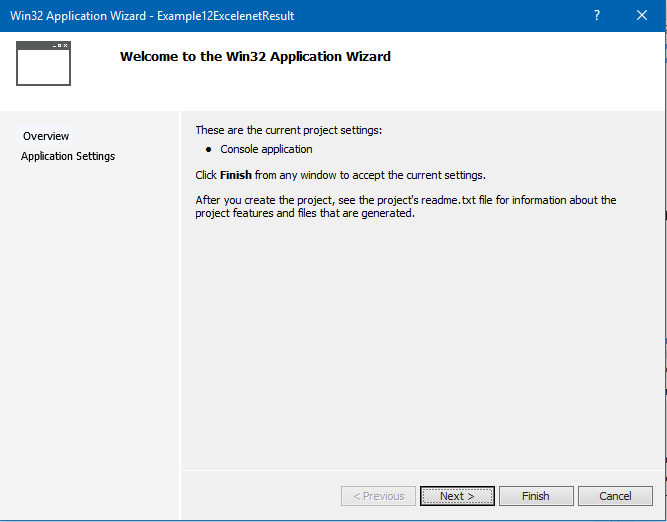 Win32 Application Wizard - Example12ExcelenetResult
?
Welcome to the Win32 Application Wizard
Overview
Application Settings
These are the current project settings:
● Console application
Click Finish from any window to accept the current settings.
After you create the project, see the project's readme.txt file for information about the
project features and files that are generated.
< Previous
Next >
Finish
Cancel